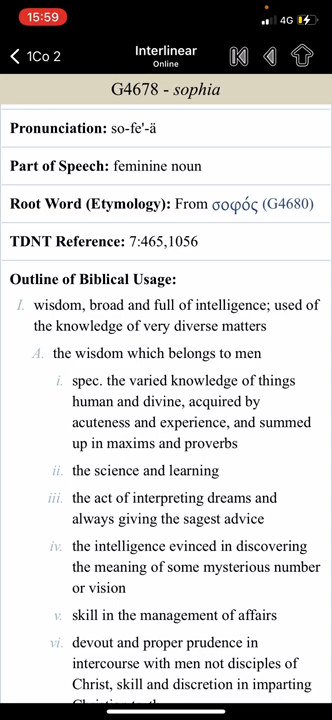 15:59
4G
1Co 2
Interlinear
Online
G4678 - sophia
Pronunciation: so-fe'-ä
Part of Speech: feminine noun
Root Word (Etymology): From σοφός (G4680)
TDNT Reference: 7:465,1056
Outline of Biblical Usage:
I. wisdom, broad and full of intelligence; used of
the knowledge of very diverse matters
A. the wisdom which belongs to men
i. spec. the varied knowledge of things
human and divine, acquired by
acuteness and experience, and summed
up in maxims and proverbs
ii. the science and learning
iii. the act of interpreting dreams and
always giving the sagest advice
iv. the intelligence evinced in discovering
the meaning of some mysterious number
or vision
v. skill in the management of affairs
vi. devout and proper prudence in
intercourse with men not disciples of
Christ, skill and discretion in imparting